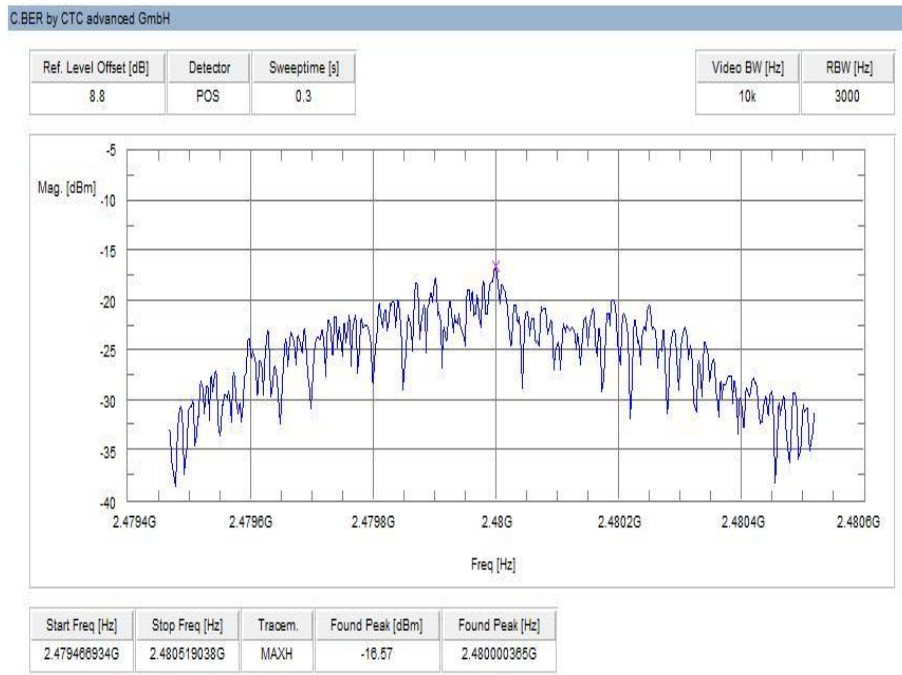 C.BER by CTC advanced GmbH
Ref. Level Offset [dB] Detector Sweeptime [s] Video BW [Hz] RBW [Hz]
8.8 POS 0.3 10k 3000
Mag. [dBm]
-5
-10
-15
-20
-25
-30
-35
-40
2.4794G 2.4796G 2.4798G 2.48G 2.4802G 2.4804G 2.4806G
Freq [Hz]
Start Freq [Hz] Stop Freq [Hz] Tracem. Found Peak [dBm] Found Peak [Hz]
2.479466934G 2.480519038G MAXH -16.57 2.480000365G